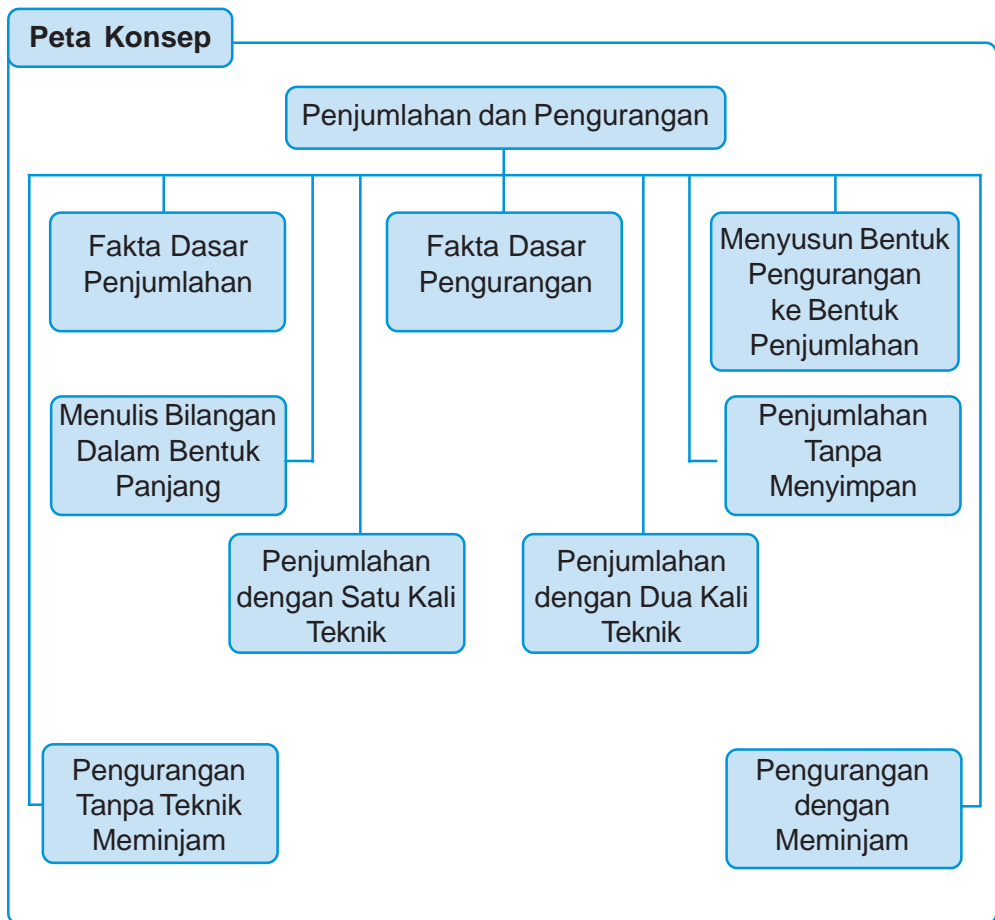 Peta Konsep
Penjumlahan dan Pengurangan
Fakta Dasar
Penjumlahan
Fakta Dasar
Pengurangan
Menyusun Bentuk
Pengurangan
ke Bentuk
Penjumlahan
Menulis Bilangan
Dalam Bentuk
Panjang
Penjumlahan
Tanpa
Menyimpan
Penjumlahan
dengan Satu Kali
Teknik
Penjumlahan
dengan Dua Kali
Teknik
Pengurangan
Tanpa Teknik
Meminjam
Pengurangan
dengan
Meminjam